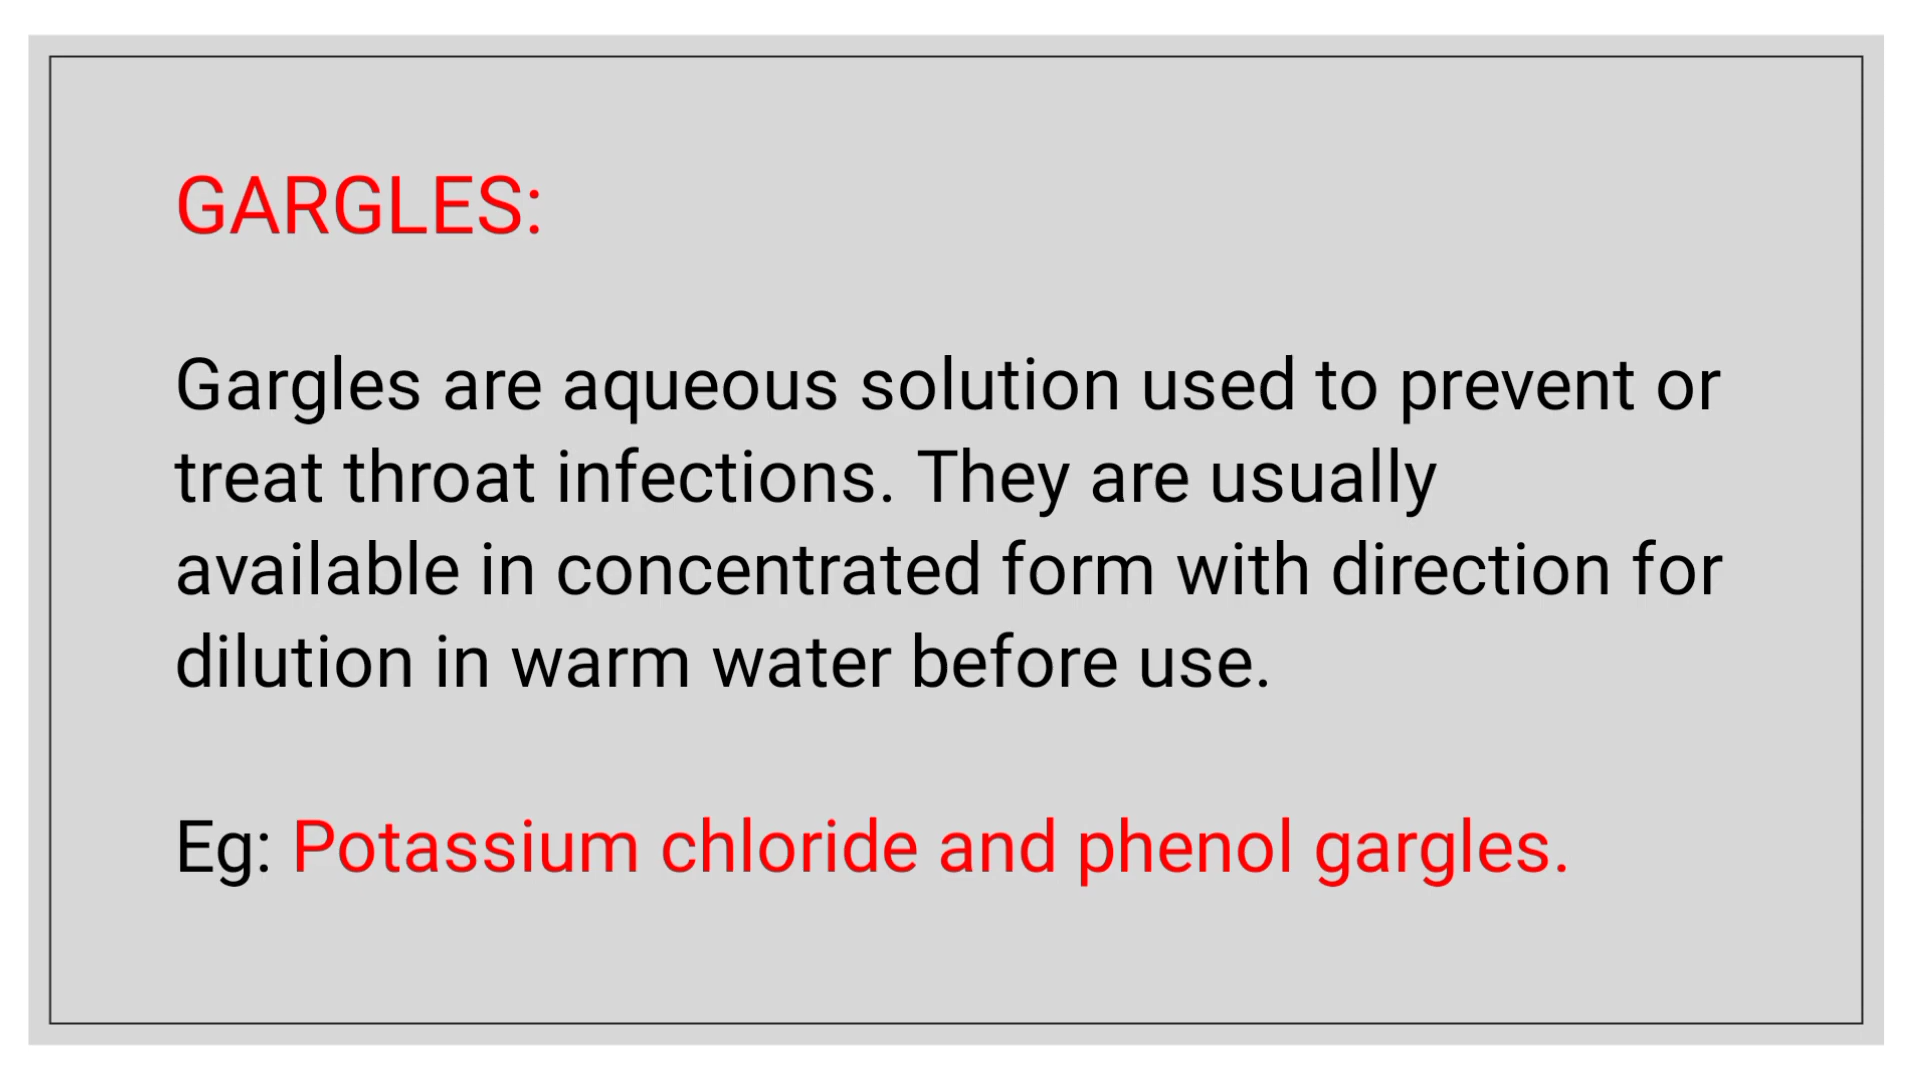 GARGLES:
Gargles are aqueous solution used to prevent or
treat throat infections. They are usually
available in concentrated form with direction for
dilution in warm water before use.
Eg: Potassium chloride and phenol gargles.